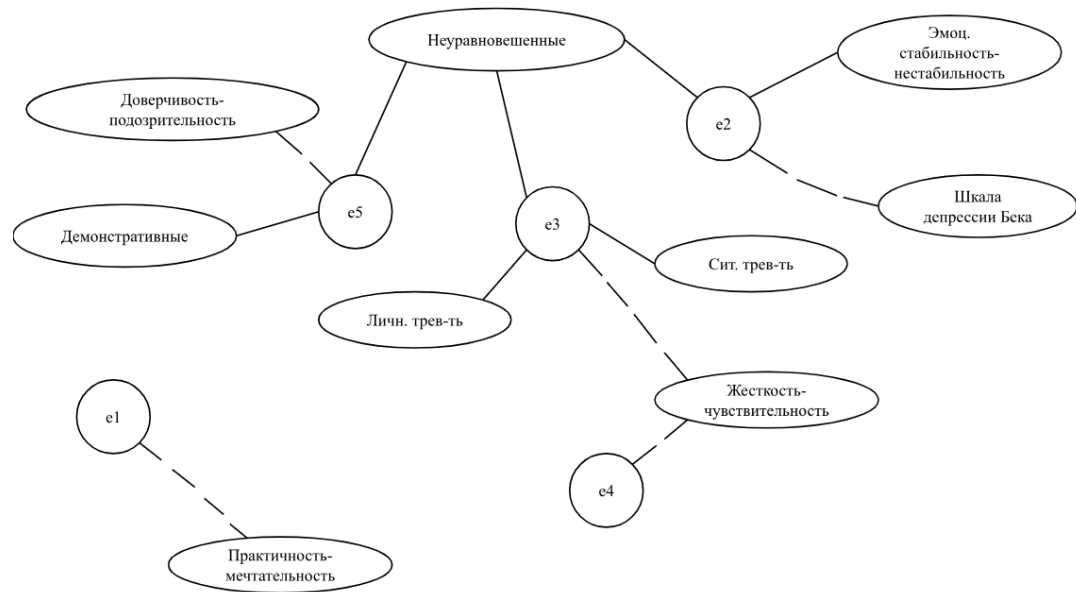 Неуравновешенные
Эмоц.
стабильность-
нестабильность
Доверчивость-
подозрительность
e2
Шкала
депрессии Бека
e5
e3
Демонстративные
Сит. трев-ть
Личн. трев-ть
Жесткость-
чувствительность
e1
e4
Практичность-
мечтательность